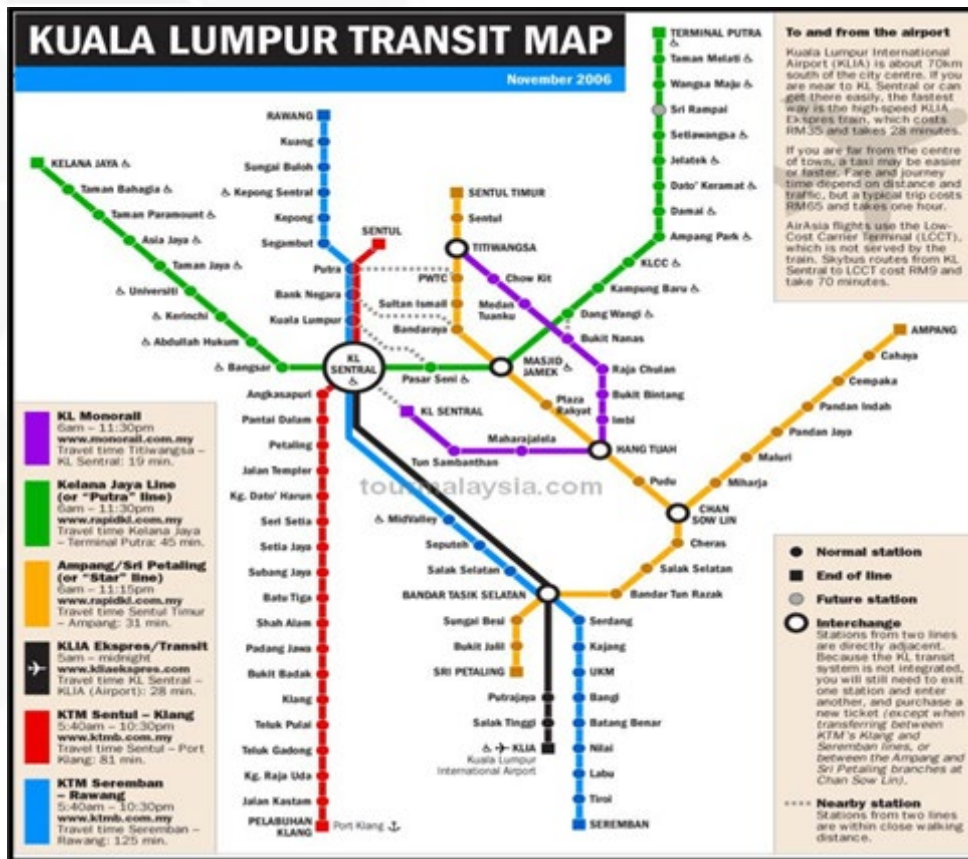 KUALA LUMPUR TRANSIT MAP
November 2006
To and from the airport
Kuala Lumpur International
Airport (KLIA) is about 70km
south of the city centre. If you
are near to KL Sentral or can
get there easily, the fastest
way is the high-speed KLIA
Ekspres train, which costs
RM35 and takes 28 minutes.
If you are far from the centre
of town, a taxi may be easier
or faster. Fare and journey
time depend on distance and
traffic, but a typical trip costs
RM65 and takes one hour.
AirAsia flights use the Low-
Cost Carrier Terminal (LCCT),
which is not served by the
train. Skybus routes from KL
Sentral to LCCT cost RM9 and
take 70 minutes.
TERMINAL PUTRA
Taman Melati
Wangsa Maju
Sri Rampai
Setiawangsa
Jelatek
Dato' Keramat
Damai
Ampang Park
KLCC
Kampung Baru
Dang Wangi
MASJID
JAMEK
Pasar Seni
KL
SENTRAL
Bangsar
Abdullah Hukum
Kerinchi
Universiti
Taman Jaya
Asia Jaya
Taman Paramount
Taman Bahagia
KELANA JAYA
RAWANG
Kuang
Sungai Buloh
Kepong Sentral
Kepong
Segambut
SENTUL
Putra
Bank Negara
Kuala Lumpur
SENTUL TIMUR
Sentul
TITIWANGSA
PWTC
Sultan Ismail
Bandaraya
Chow Kit
Medan
Tuanku
Bukit Nanas
Raja Chulan
Bukit Bintang
Imbi
HANG TUAH
Maharajalela
Tun Sambanthan
KL SENTRAL
Plaza
Rakyat
Pudu
CHAN
SOW LIN
Miharja
Maluri
Pandan Jaya
Pandan Indah
Cempaka
Cahaya
AMPANG
Cheras
Salak Selatan
Bandar Tun Razak
BANDAR TASIK SELATAN
Sungai Besi
Bukit Jalil
SRI PETALING
MidValley
Seputeh
Salak Selatan
Serdang
Kajang
UKM
Bangi
Batang Benar
Nilai
Labu
Tiroi
SEREMBAN
Putrajaya
Salak Tinggi
KLIA
Kuala Lumpur
International Airport
Angkasapuri
Pantai Dalam
Petaling
Jalan Templer
Kg. Dato' Harun
Seri Setia
Setia Jaya
Subang Jaya
Batu Tiga
Shah Alam
Padang Jawa
Bukit Badak
Klang
Teluk Pulai
Teluk Gadong
Kg. Raja Uda
Jalan Kastam
PELABUHAN
KLANG
Port Klang
tourmalaysia.com
KL Monorail
6am – 11:30pm
www.monorail.com.my
Travel time Titiwangsa –
KL Sentral: 19 min.
Kelana Jaya Line
(or "Putra" line)
6am – 11:30pm
www.rapidkl.com.my
Travel time Kelana Jaya
– Terminal Putra: 45 min.
Ampang/Sri Petaling
(or "Star" line)
6am – 11:15pm
www.rapidkl.com.my
Travel time Sentul Timur
– Ampang: 31 min.
KLIA Ekspres/Transit
5am – midnight
www.kliaekspres.com
Travel time KL Sentral –
KLIA (Airport): 28 min.
KTM Sentul – Klang
5:40am – 10:30pm
www.ktmb.com.my
Travel time Sentul – Port
Klang: 81 min.
KTM Seremban
– Rawang
5:40am – 10:30pm
www.ktmb.com.my
Travel time Seremban –
Rawang: 125 min.
Normal station
End of line
Future station
Interchange
Stations from two lines
are directly adjacent.
Because the KL transit
system is not integrated,
you will still need to exit
one station and enter
another, and purchase a
new ticket (except when
transferring between
KTM's Klang and
Seremban lines, or
between the Ampang and
Sri Petaling branches at
Chan Sow Lin).
Nearby station
Stations from two lines
are within close walking
distance.